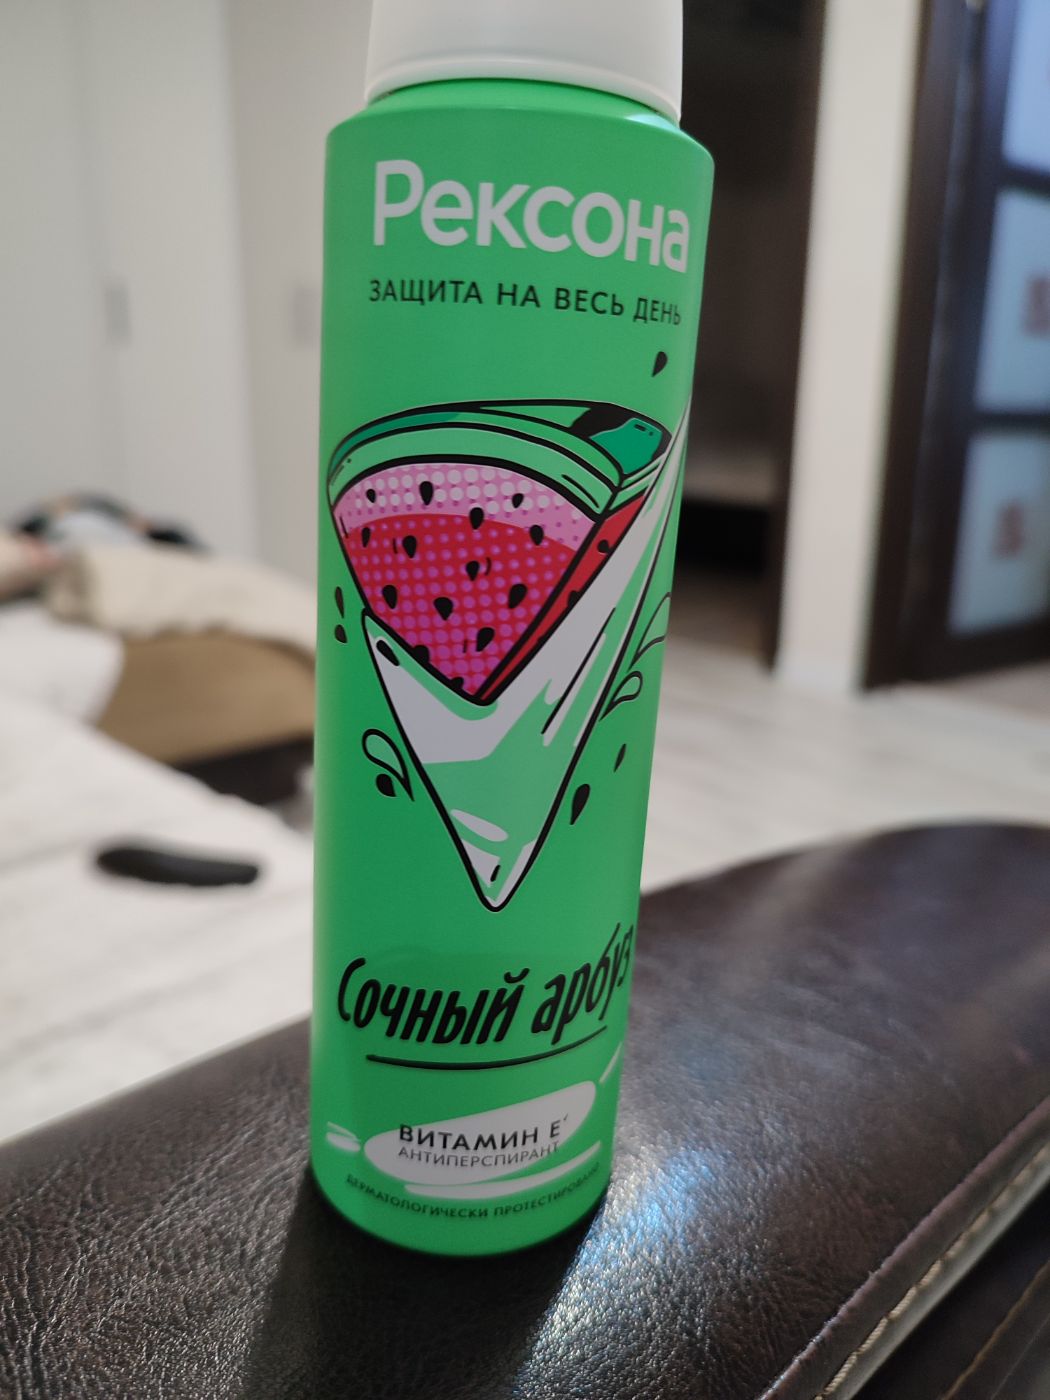 Рексона
ЗАЩИТА НА ВЕСЬ ДЕНЬ
Сочный арбуз
ВИТАМИН Е*
АНТИПЕРСПИРАНТ
ДЕРМАТОЛОГИЧЕСКИ ПРОТЕСТИРОВАНО